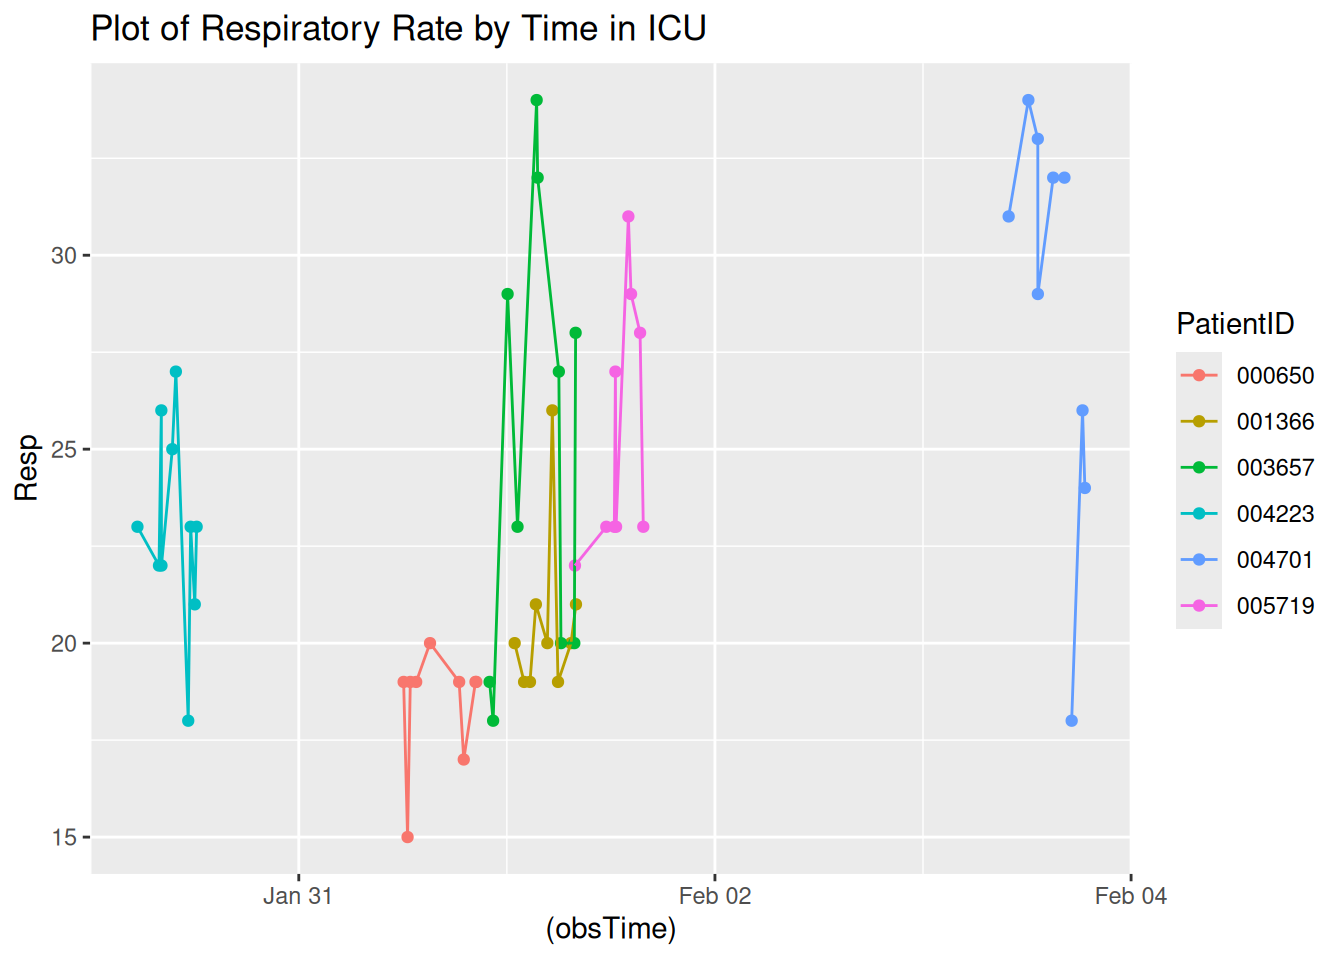 Plot of Respiratory Rate by Time in ICU
Resp
30
25
20
15
Jan 31 Feb 02 Feb 04
(obsTime)
PatientID
000650
001366
003657
004223
004701
005719